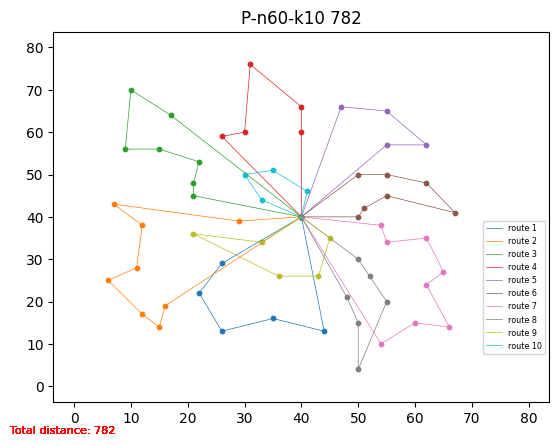 P-n60-k10 782
80
70
60
50
40
30
20
10
0
route 1
route 2
route 3
route 4
route 5
route 6
route 7
route 8
route 9
route 10
0 10 20 30 40 50 60 70 80
Total distance: 782